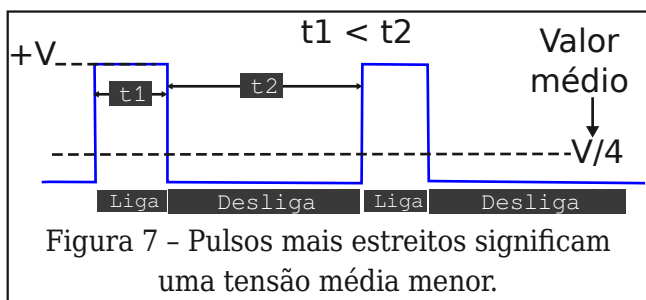 t1 < t2
+V
Valor
médio
t1
t2
V/4
Liga
Desliga
Liga
Desliga
Figura 7 – Pulsos mais estreitos significam
uma tensão média menor.